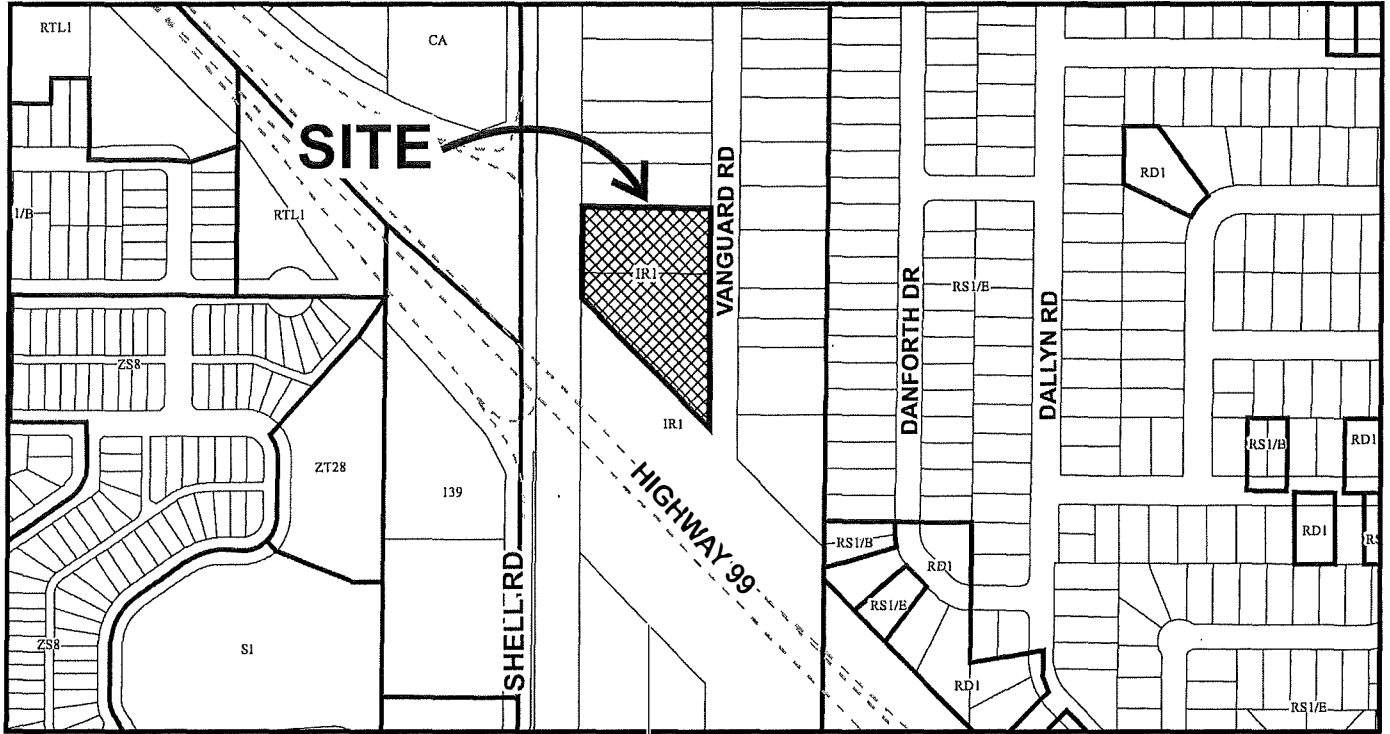 RTL1
CA
SITE
RD1
1/B
RTL1
VANGUARD RD
IR1
RS1/E
DANFORTH DR
DALLYN RD
ZS8
IR1
RS1/B
RD1
ZT28
139
HIGHWAY 99
RD1
RS
RS1/B
RD1
RS1/E
SHELL RD
ZS8
S1
RD1
RS1/E